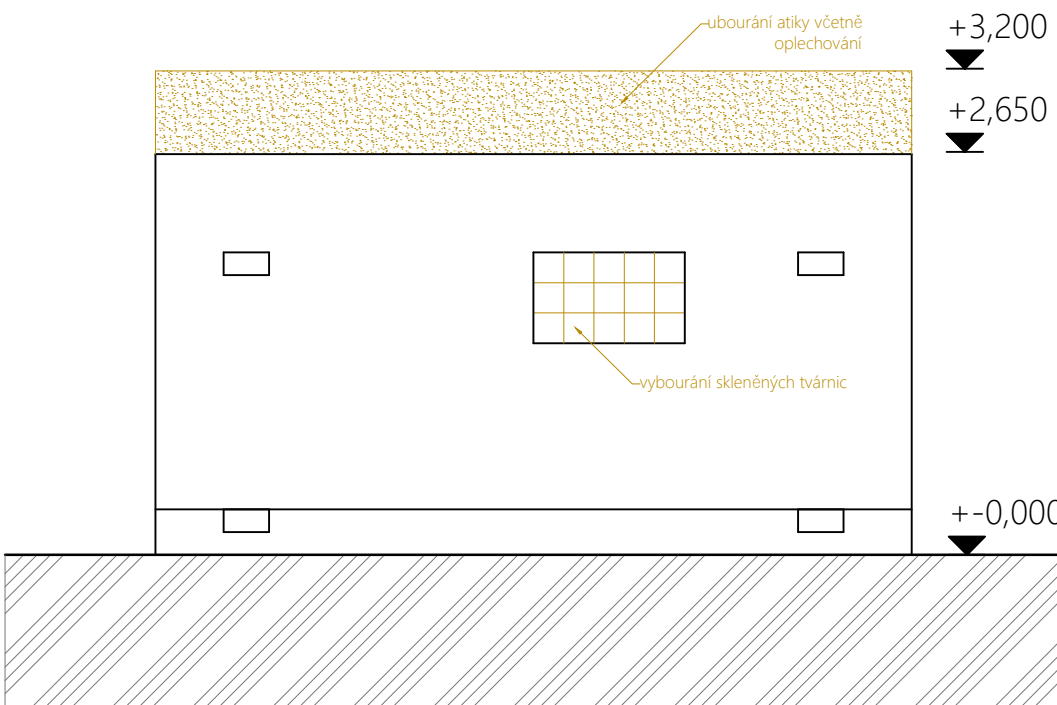 ubourání atiky včetně
oplechování
+3,200
+2,650
vybourání skleněných tvárnic
+-0,000